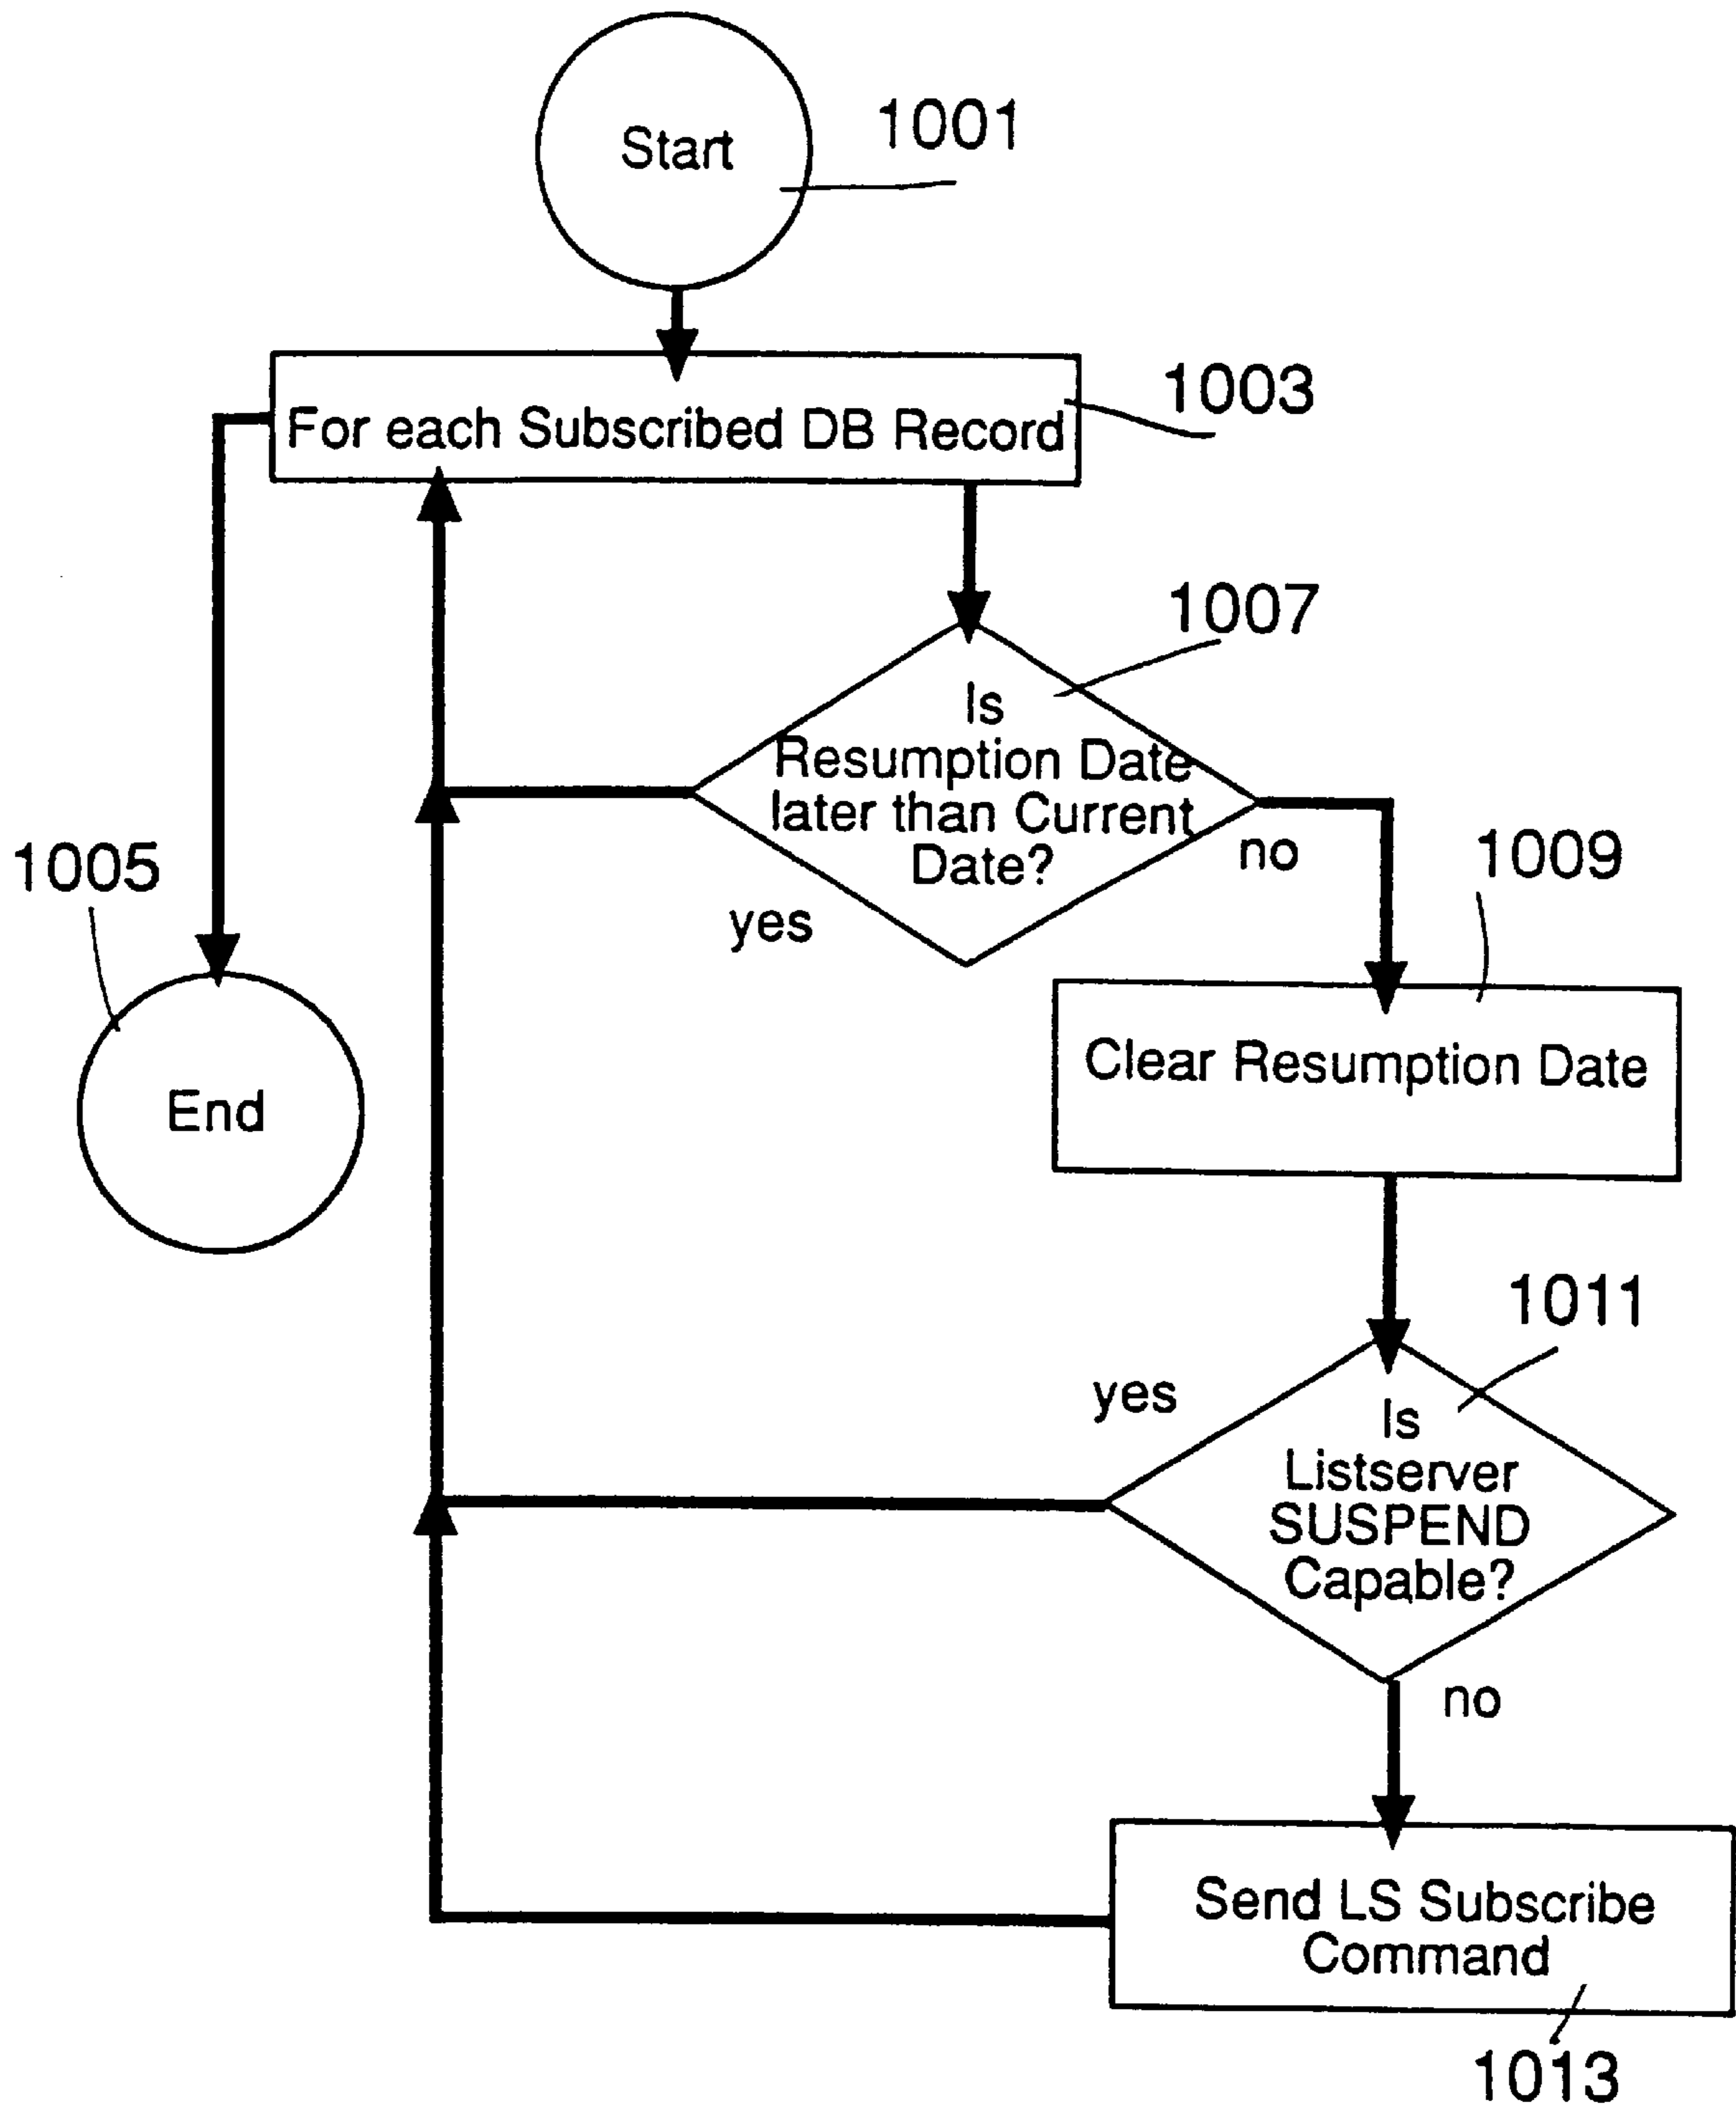 Start
1001
For each Subscribed DB Record
1003
Is
Resumption Date
later than Current
Date?
1007
no
yes
1005
End
1009
Clear Resumption Date
1011
yes
Is
Listserver
SUSPEND
Capable?
no
Send LS Subscribe
Command
1013